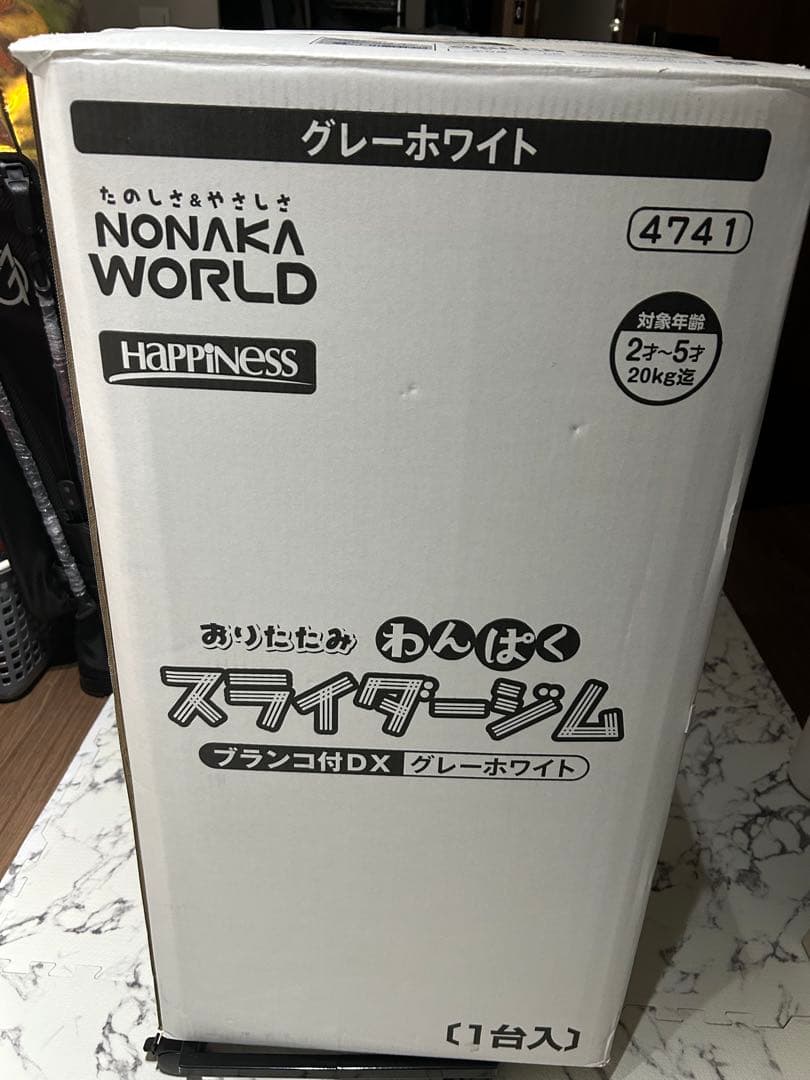 グレーホワイト
たのしさ&やさしさ
NONAKA
WORLD
4741
HAPPiNESS
対象年齢
2才～5才
20kg迄
おりたたみ わんぱく
スライダージム
ブランコ付DX グレーホワイト
〔1台入〕